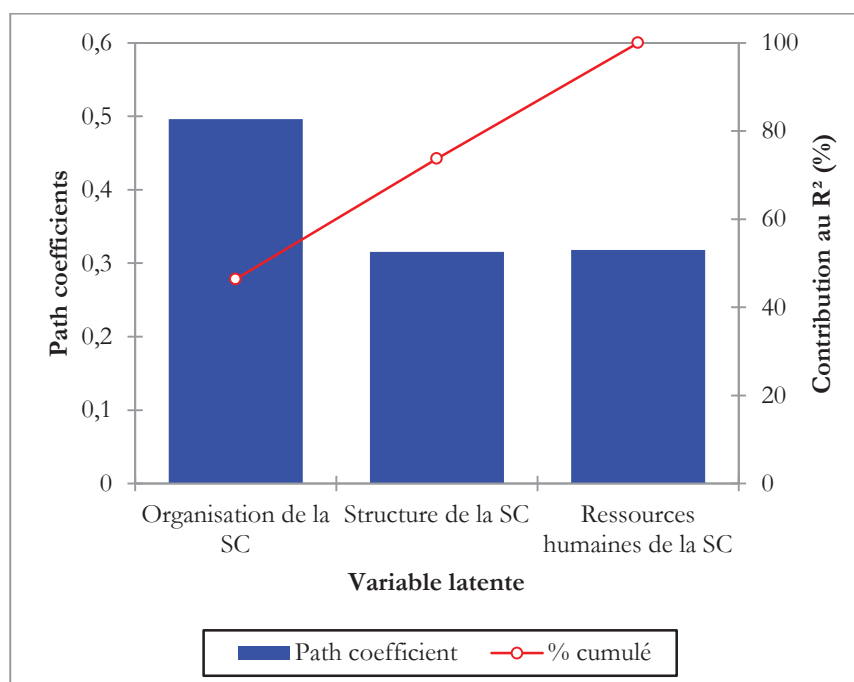 0,6
0,5
0,4
0,3
0,2
0,1
0
Path coefficients
100
80
60
40
20
0
Contribution au R² (%)
Organisation de la
SC
Structure de la SC
Ressources
humaines de la SC
Variable latente
Path coefficient
% cumulé